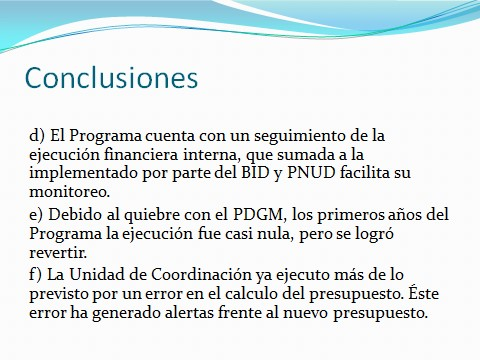 Conclusiones
d) El Programa cuenta con un seguimiento de la
ejecución financiera interna, que sumada a la
implementado por parte del BID y PNUD facilita su
monitoreo.
e) Debido al quiebre con el PDGM, los primeros años del
Programa la ejecución fue casi nula, pero se logró
revertir.
f) La Unidad de Coordinación ya ejecuto más de lo
previsto por un error en el calculo del presupuesto. Éste
error ha generado alertas frente al nuevo presupuesto.